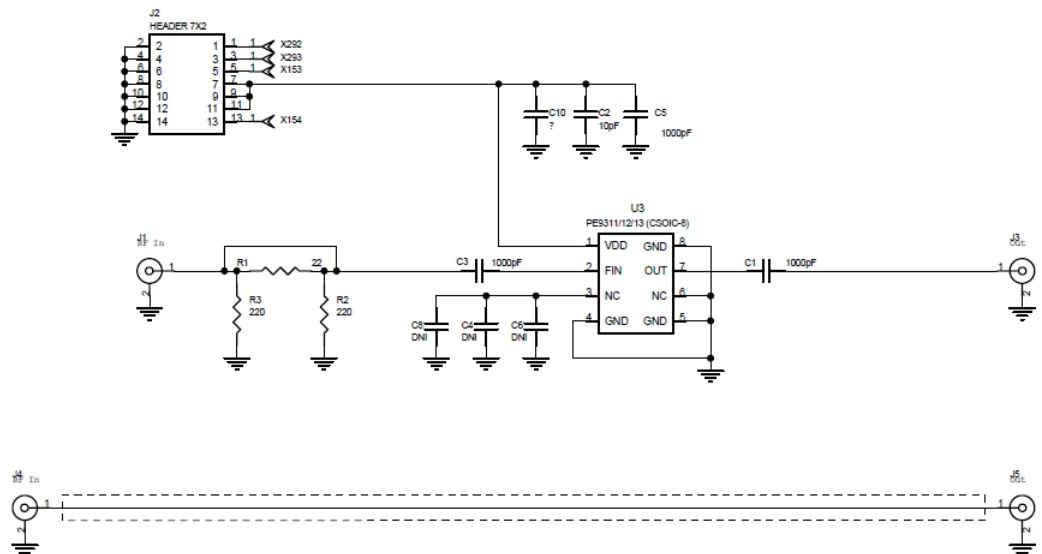 J2
HEADER 7X2
2 2 1 1 1 X292
4 4 3 3 1 X293
6 6 5 5 1 X153
8 8 7 7
10 10 9 9
12 12 11 11
14 14 13 13 1 X154
C10
?
C2
10pF
C5
1000pF
U3
PE9311/12/13 (CSOIC-8)
1 VDD GND 8
2 FIN OUT 7
3 NC NC 6
4 GND GND 5
J1
RF In
1
2
R1 22
R3
220
R2
220
C3 1000pF
C8
DNI
C4
DNI
C6
DNI
C1 1000pF
J3
Out
1
2
J4
RF In
1
2
J5
Out
1
2